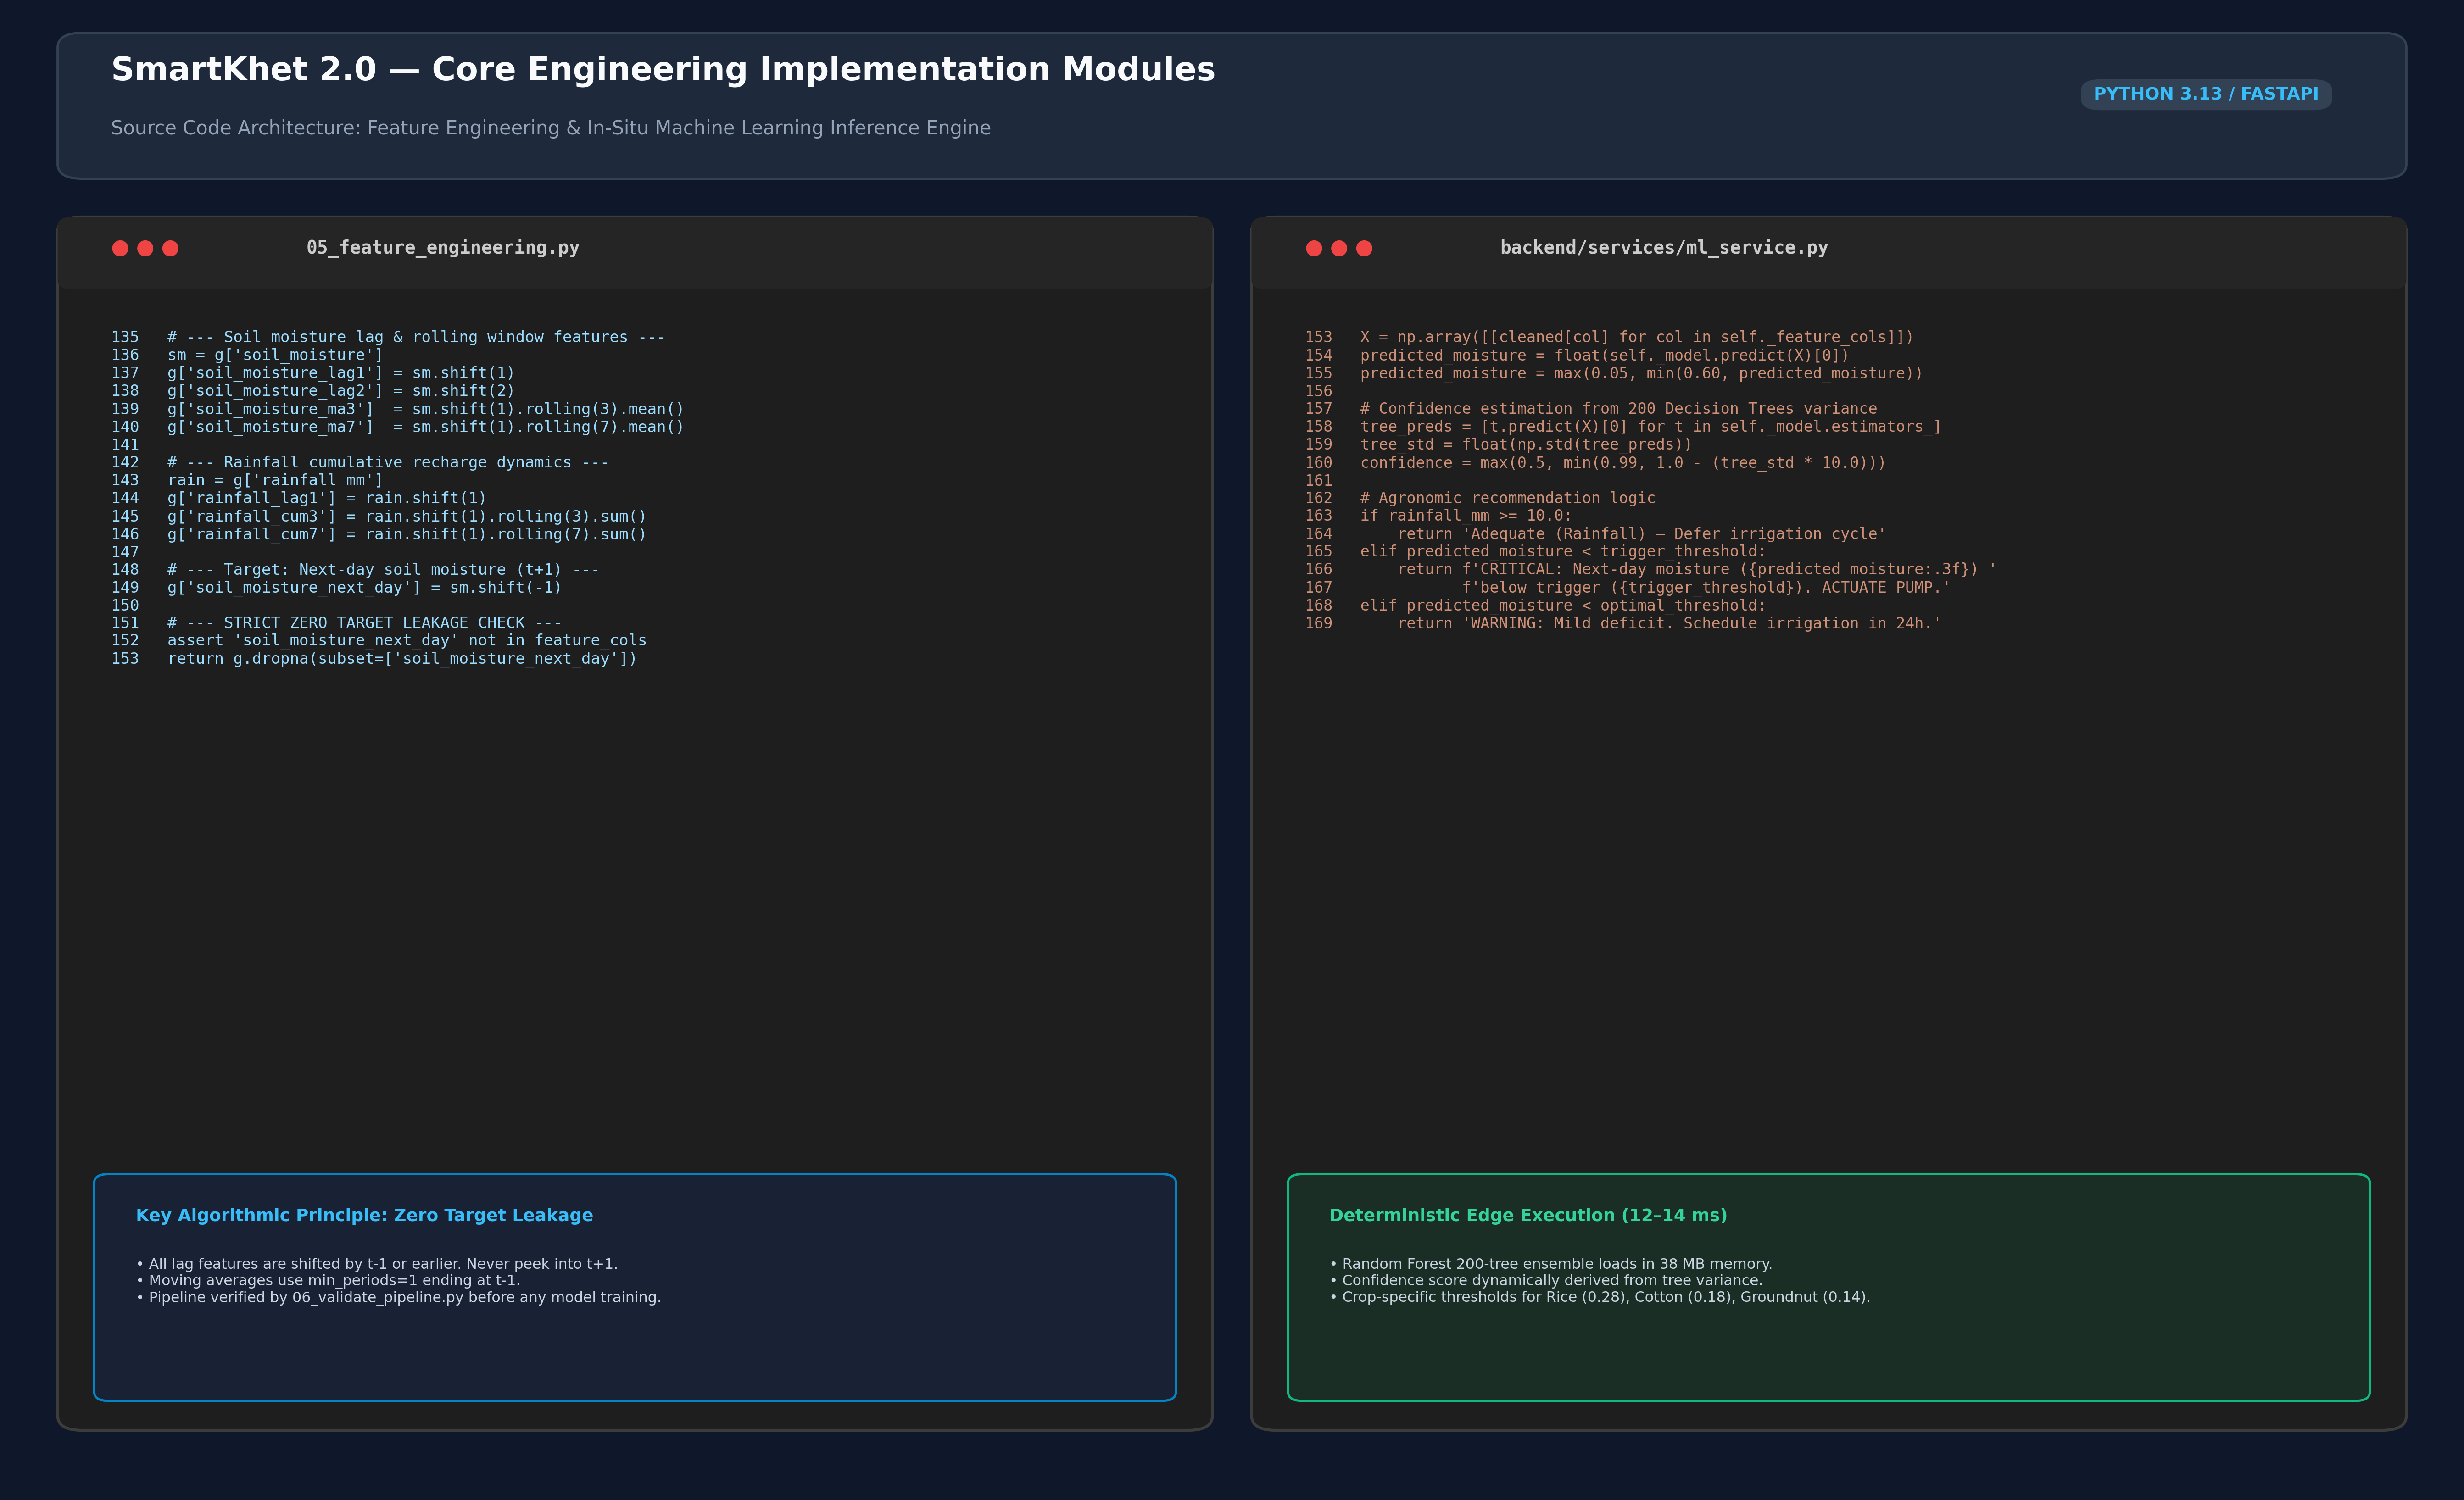 SmartKhet 2.0 — Core Engineering Implementation Modules
Source Code Architecture: Feature Engineering & In-Situ Machine Learning Inference Engine
PYTHON 3.13 / FASTAPI
05_feature_engineering.py
135   # --- Soil moisture lag & rolling window features ---
136   sm = g['soil_moisture']
137   g['soil_moisture_lag1'] = sm.shift(1)
138   g['soil_moisture_lag2'] = sm.shift(2)
139   g['soil_moisture_ma3']  = sm.shift(1).rolling(3).mean()
140   g['soil_moisture_ma7']  = sm.shift(1).rolling(7).mean()
141
142   # --- Rainfall cumulative recharge dynamics ---
143   rain = g['rainfall_mm']
144   g['rainfall_lag1'] = rain.shift(1)
145   g['rainfall_cum3'] = rain.shift(1).rolling(3).sum()
146   g['rainfall_cum7'] = rain.shift(1).rolling(7).sum()
147
148   # --- Target: Next-day soil moisture (t+1) ---
149   g['soil_moisture_next_day'] = sm.shift(-1)
150
151   # --- STRICT ZERO TARGET LEAKAGE CHECK ---
152   assert 'soil_moisture_next_day' not in feature_cols
153   return g.dropna(subset=['soil_moisture_next_day'])
Key Algorithmic Principle: Zero Target Leakage
• All lag features are shifted by t-1 or earlier. Never peek into t+1.
• Moving averages use min_periods=1 ending at t-1.
• Pipeline verified by 06_validate_pipeline.py before any model training.
backend/services/ml_service.py
153   X = np.array([[cleaned[col] for col in self._feature_cols]])
154   predicted_moisture = float(self._model.predict(X)[0])
155   predicted_moisture = max(0.05, min(0.60, predicted_moisture))
156
157   # Confidence estimation from 200 Decision Trees variance
158   tree_preds = [t.predict(X)[0] for t in self._model.estimators_]
159   tree_std = float(np.std(tree_preds))
160   confidence = max(0.5, min(0.99, 1.0 - (tree_std * 10.0)))
161
162   # Agronomic recommendation logic
163   if rainfall_mm >= 10.0:
164       return 'Adequate (Rainfall) — Defer irrigation cycle'
165   elif predicted_moisture < trigger_threshold:
166       return f'CRITICAL: Next-day moisture ({predicted_moisture:.3f}) '
167              f'below trigger ({trigger_threshold}). ACTUATE PUMP.'
168   elif predicted_moisture < optimal_threshold:
169       return 'WARNING: Mild deficit. Schedule irrigation in 24h.'
Deterministic Edge Execution (12–14 ms)
• Random Forest 200-tree ensemble loads in 38 MB memory.
• Confidence score dynamically derived from tree variance.
• Crop-specific thresholds for Rice (0.28), Cotton (0.18), Groundnut (0.14).